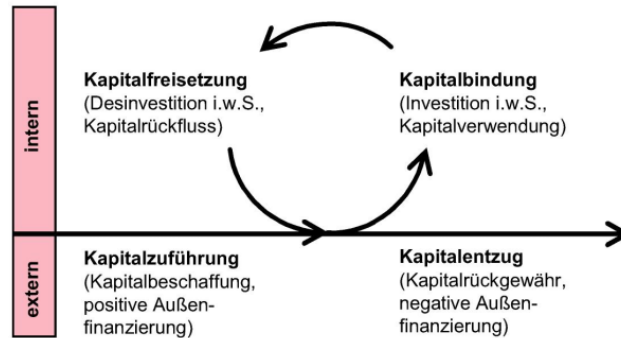 intern
Kapitalfreisetzung
(Desinvestition i.w.S.,
Kapitalrückfluss)
Kapitalbindung
(Investition i.w.S.,
Kapitalverwendung)
extern
Kapitalzuführung
(Kapitalbeschaffung,
positive Außen-
finanzierung)
Kapitalentzug
(Kapitalrückgewähr,
negative Außen-
finanzierung)